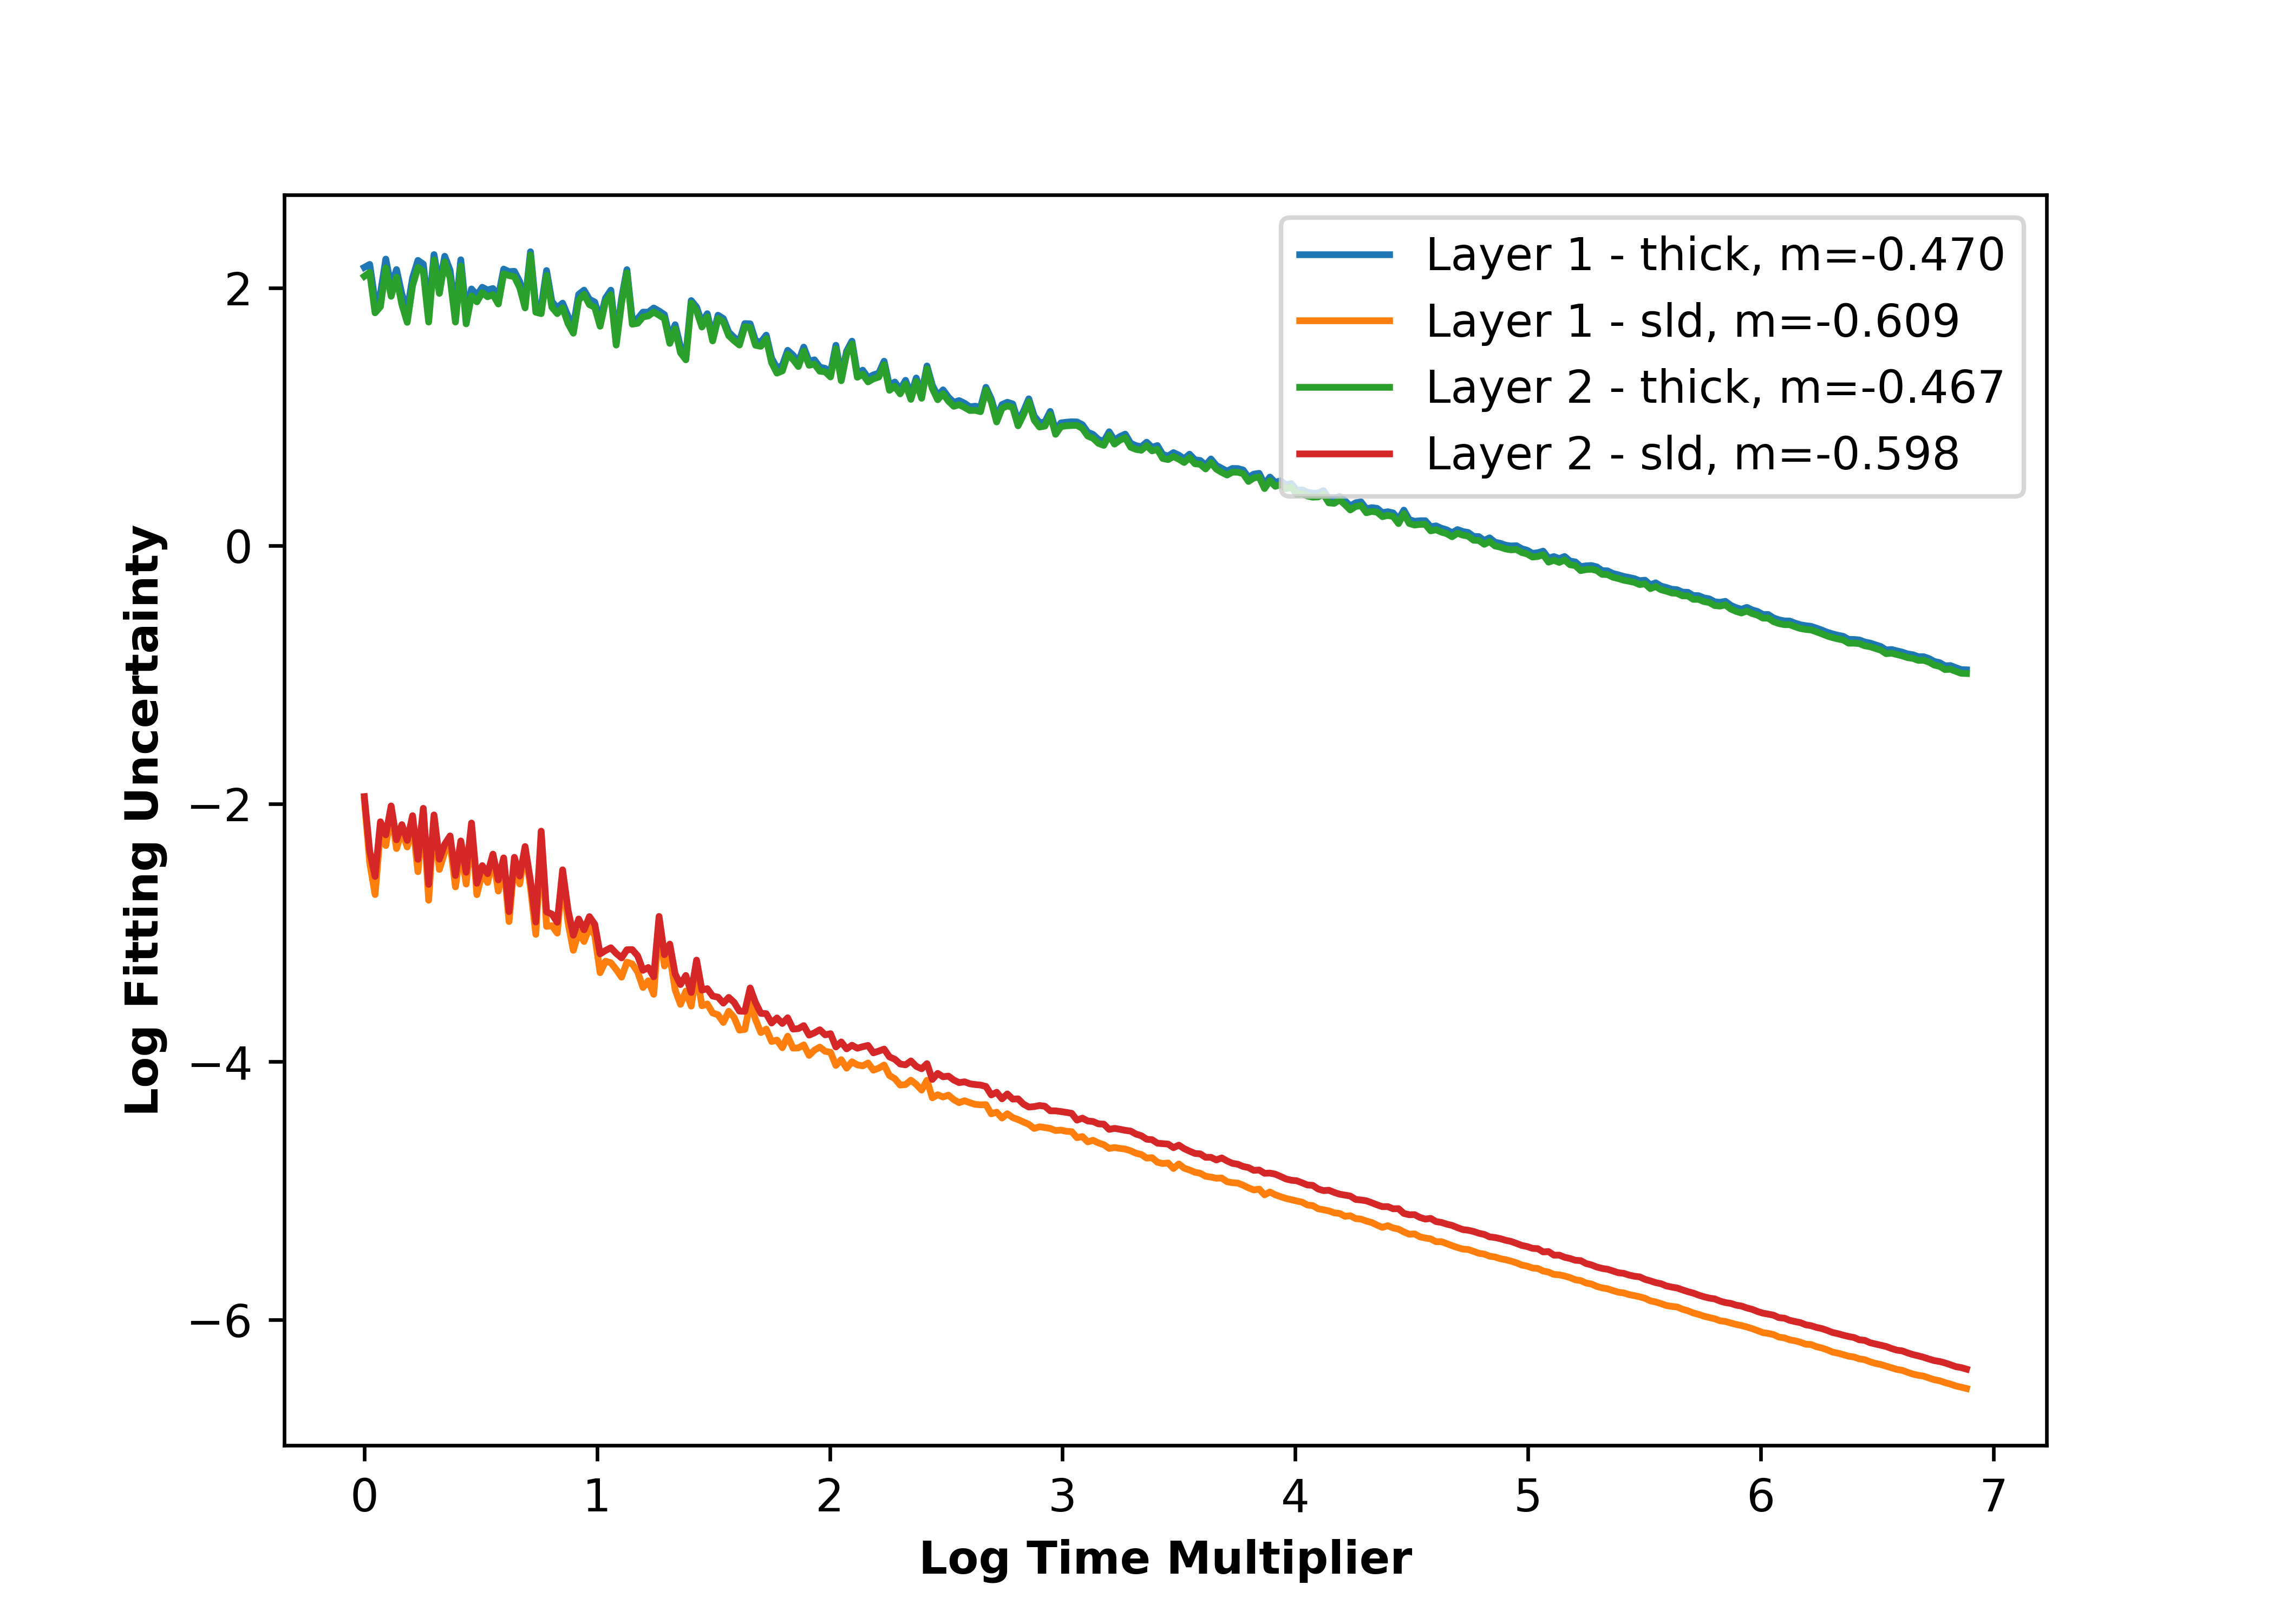 Layer 1 - thick, m=-0.470
Layer 1 - sld, m=-0.609
Layer 2 - thick, m=-0.467
Layer 2 - sld, m=-0.598
2
0
−2
−4
−6
Log Fitting Uncertainty
0 1 2 3 4 5 6 7
Log Time Multiplier